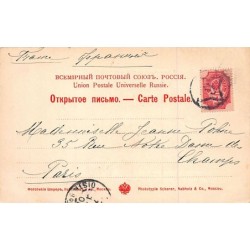 France Франція
ВСЕМІРНЫЙ ПОЧТОВЫЙ СОЮЗЪ. РОССІЯ.
Union Postale Universelle Russie.
Открытое письмо. — Carte Postale.
Mademoiselle Jeanne
35 Rue Notre Dame des
Champs
Paris